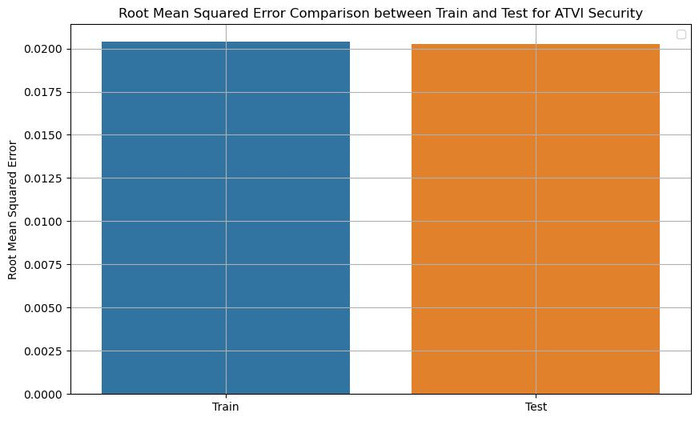 Root Mean Squared Error Comparison between Train and Test for ATVI Security
Root Mean Squared Error
0.0200
0.0175
0.0150
0.0125
0.0100
0.0075
0.0050
0.0025
0.0000
Train
Test